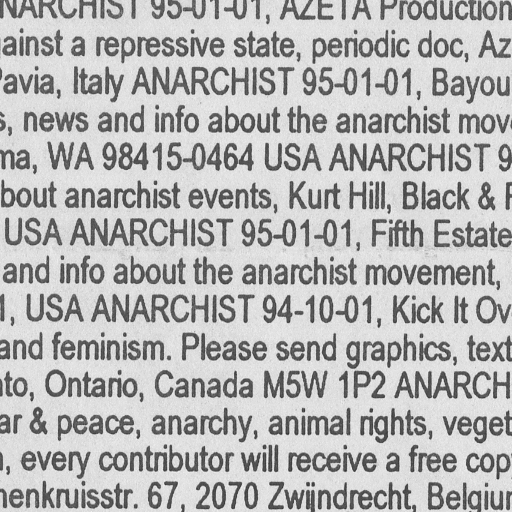 NARCHIST 95-01-01, AZETA Production
ainst a repressive state, periodic doc, Az
Pavia, Italy ANARCHIST 95-01-01, Bayou
s, news and info about the anarchist mov
ma, WA 98415-0464 USA ANARCHIST 9
bout anarchist events, Kurt Hill, Black &
USA ANARCHIST 95-01-01, Fifth Estate
and info about the anarchist movement,
1, USA ANARCHIST 94-10-01, Kick It Ov
and feminism. Please send graphics, text
nto, Ontario, Canada M5W 1P2 ANARCH
ar & peace, anarchy, animal rights, veget
n, every contributor will receive a free cop
nenkruisstr. 67, 2070 Zwijndrecht, Belgiu